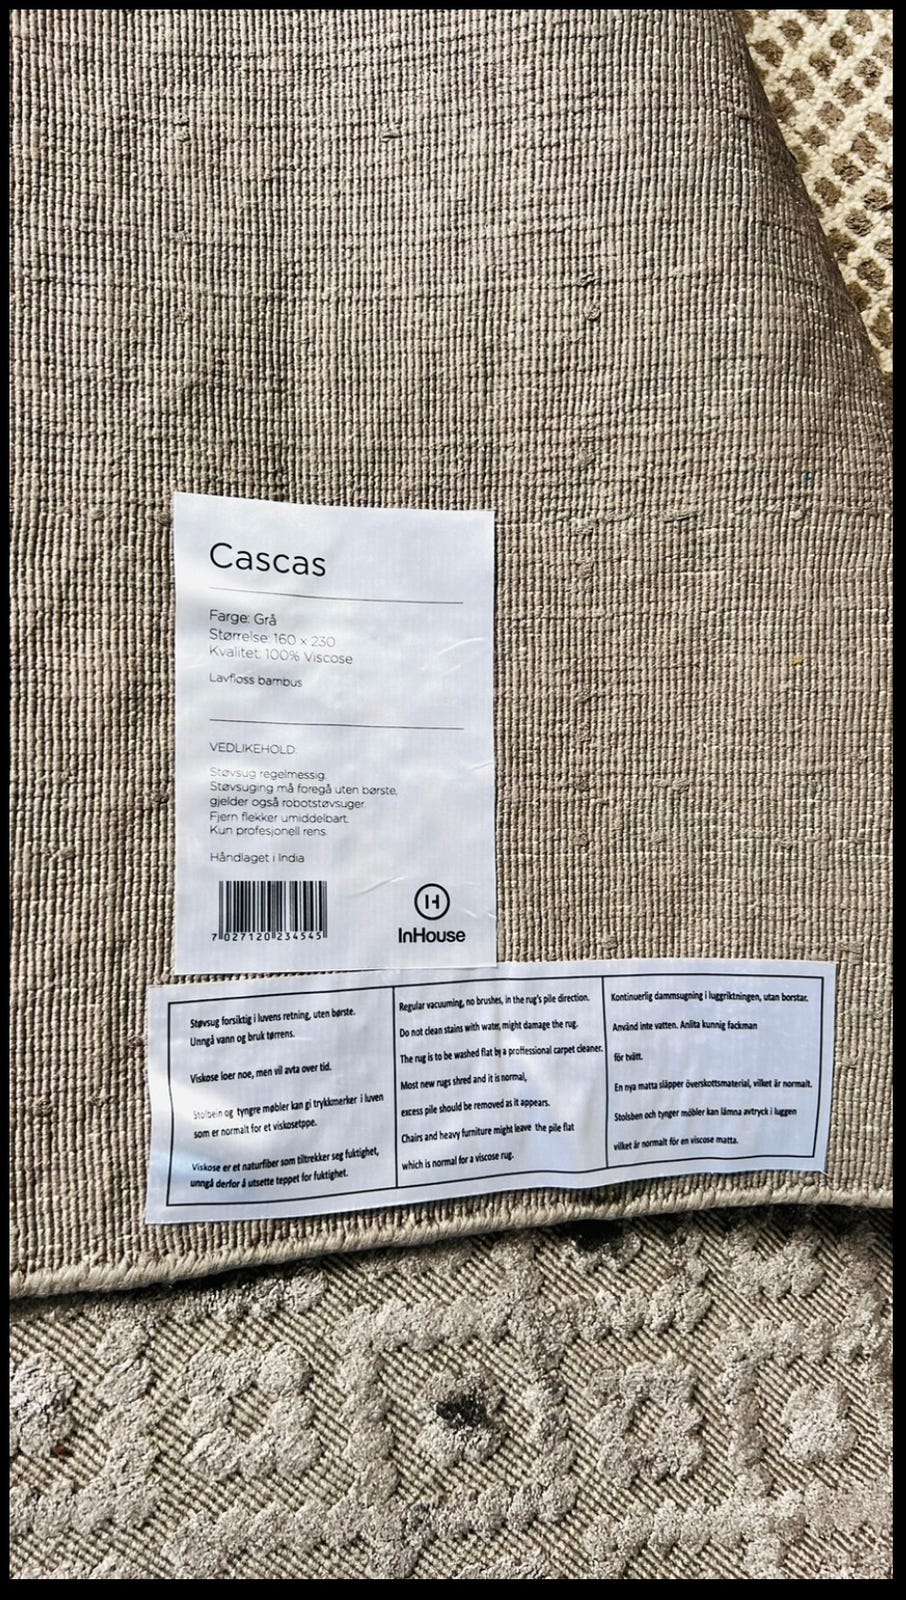 Cascas
Farge: Grå
Størrelse: 160 x 230
Kvalitet: 100% Viscose
Lavfloss bambus
VEDLIKEHOLD:
Støvsug regelmessig.
Støvsuging må foregå uten børste,
gjelder også robotstøvsuger.
Fjern flekker umiddelbart.
Kun profesjonell rens.
Håndlaget i India
7 027120 234545
InHouse
Støvsug forsiktig i luvens retning, uten børste.
Unngå vann og bruk tørrens.
Viskose loer noe, men vil avta over tid.
Stolbein og tyngre møbler kan gi trykkmerker i luven
som er normalt for et viskosetppe.
Viskose er et naturfiber som tiltrekker seg fuktighet,
unngå derfor å utsette teppet for fuktighet.
Regular vacuuming, no brushes, in the rug's pile direction.
Do not clean stains with water, might damage the rug.
The rug is to be washed flat by a proffessional carpet cleaner.
Most new rugs shred and it is normal,
excess pile should be removed as it appears.
Chairs and heavy furniture might leave the pile flat
which is normal for a viscose rug.
Kontinuerlig dammsugning i luggriktningen, utan borstar.
Använd inte vatten. Anlita kunnig fackman
för tvätt.
En nya matta släpper överskottsmaterial, vilket är normalt.
Stolsben och tynger möbler kan lämna avtryck i luggen
vilket är normalt för en viscose matta.